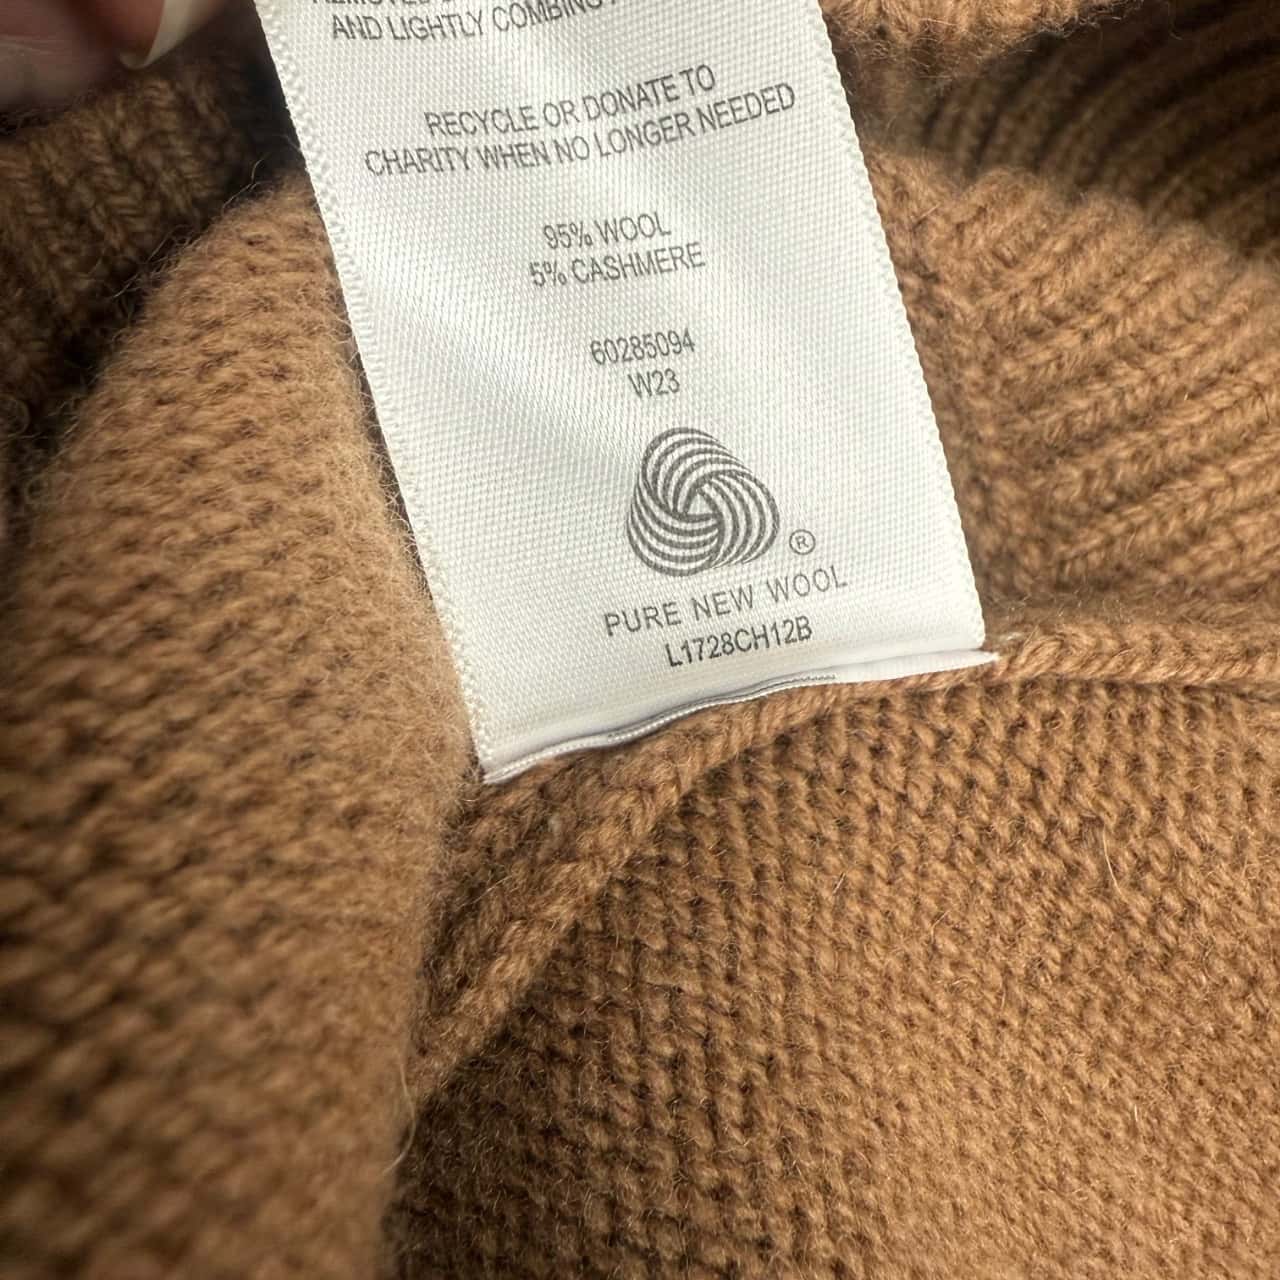 AND LIGHTLY COMBING
RECYCLE OR DONATE TO
CHARITY WHEN NO LONGER NEEDED
95% WOOL
5% CASHMERE
60285094
W23
®
PURE NEW WOOL
L1728CH12B